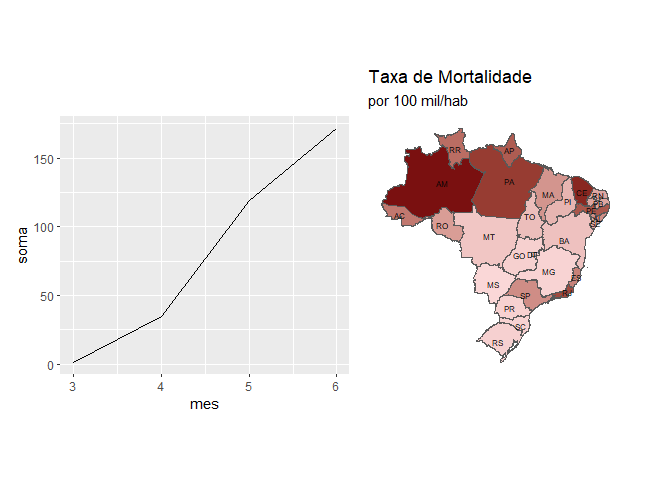 Taxa de Mortalidade
por 100 mil/hab
150
100
50
0
soma
3
4
5
6
mes
RR
AP
AM
PA
MA
CE
RN
PB
PI
PE
AC
RO
TO
MT
BA
GO
DF
MG
MS
ES
SP
RJ
PR
SC
RS